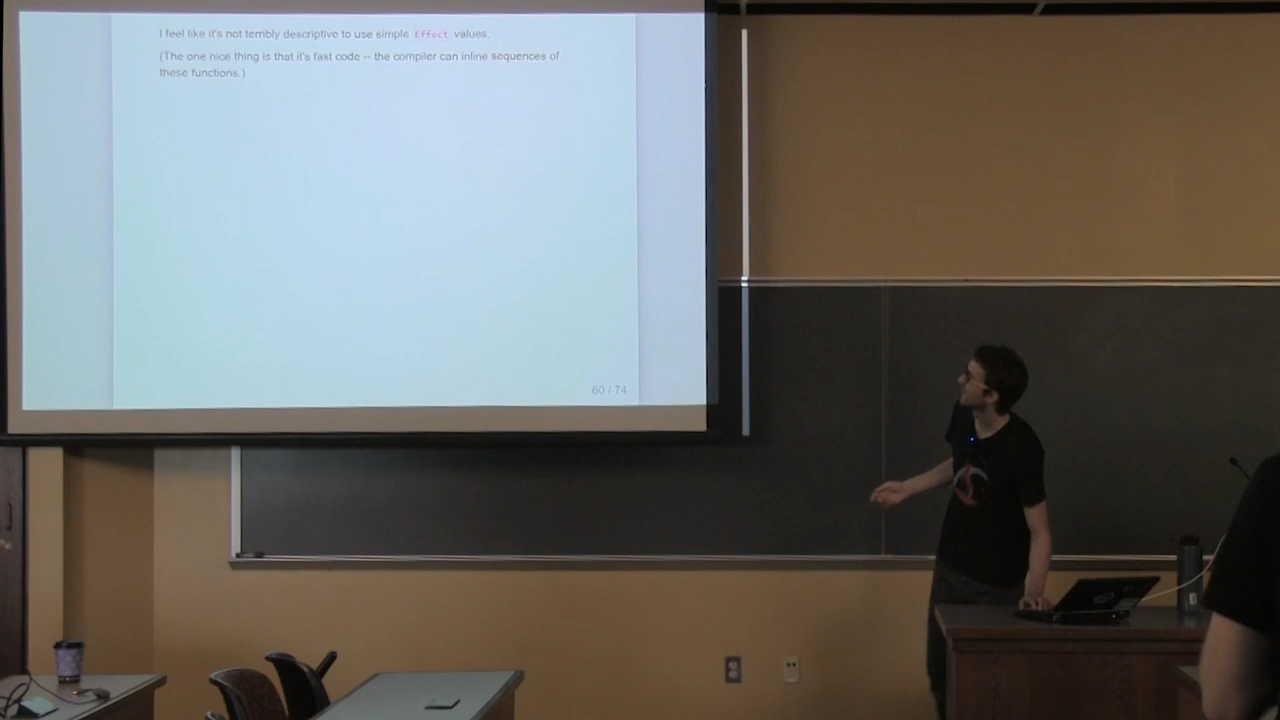 I feel like it's not terribly descriptive to use simple Effect values.
(The one nice thing is that it's fast code -- the compiler can inline sequences of
these functions.)
60 / 74